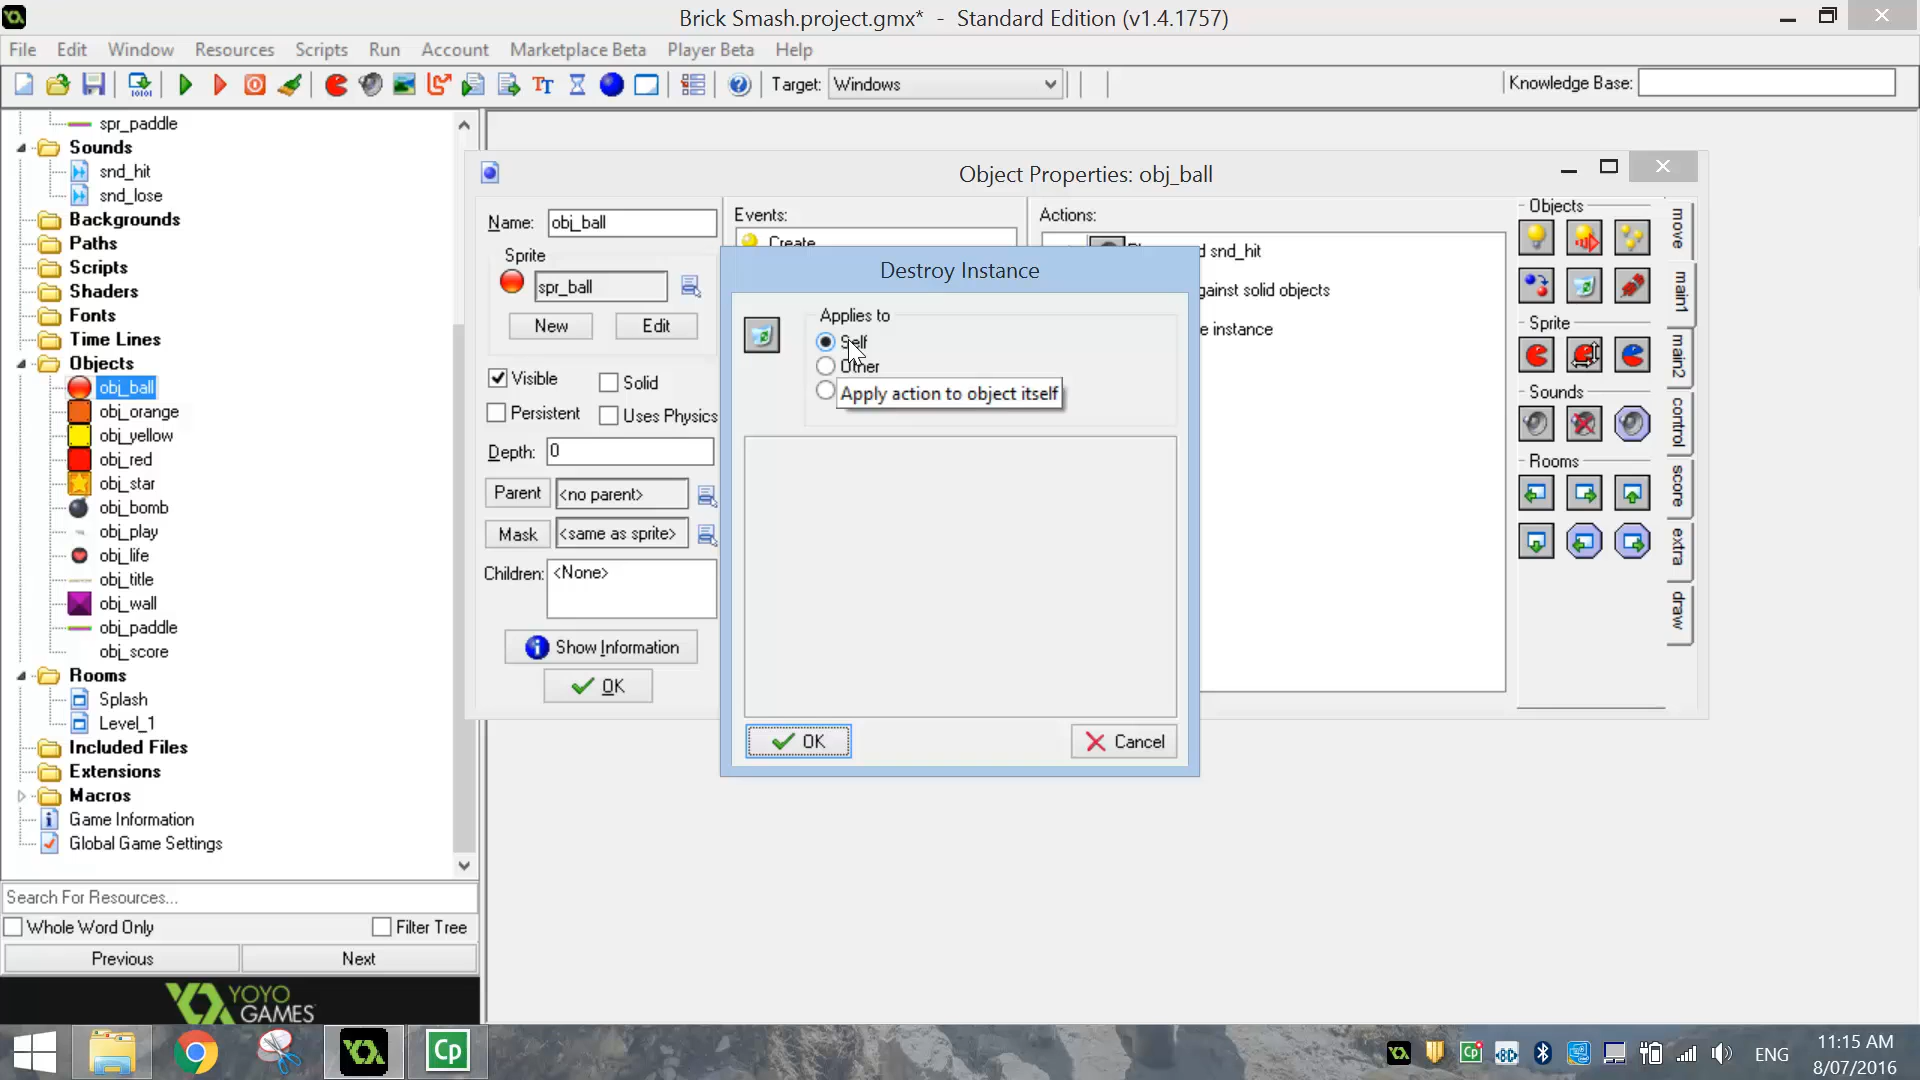 Brick Smash.project.gmx* - Standard Edition (v1.4.1757)
File Edit Window Resources Scripts Run Account Marketplace Beta Player Beta Help
Target: Windows
Knowledge Base:
spr_paddle
Sounds
snd_hit
snd_lose
Backgrounds
Paths
Scripts
Shaders
Fonts
Time Lines
Objects
obj_ball
obj_orange
obj_yellow
obj_red
obj_star
obj_bomb
obj_play
obj_life
obj_title
obj_wall
obj_paddle
obj_score
Rooms
Splash
Level_1
Included Files
Extensions
Macros
Game Information
Global Game Settings
Search For Resources...
Whole Word Only
Filter Tree
Previous
Next
YOYO
GAMES
Object Properties: obj_ball
Name: obj_ball
Sprite
spr_ball
New
Edit
Visible
Solid
Persistent
Uses Physics
Depth: 0
Parent <no parent>
Mask <same as sprite>
Children: <None>
Show Information
OK
Events:
Create
Actions:
d snd_hit
gainst solid objects
e instance
Destroy Instance
Applies to
Self
Other
Apply action to object itself
OK
Cancel
Objects
Sprite
Sounds
Rooms
move
main1
main2
control
score
extra
draw
Cp
ENG
11:15 AM
8/07/2016